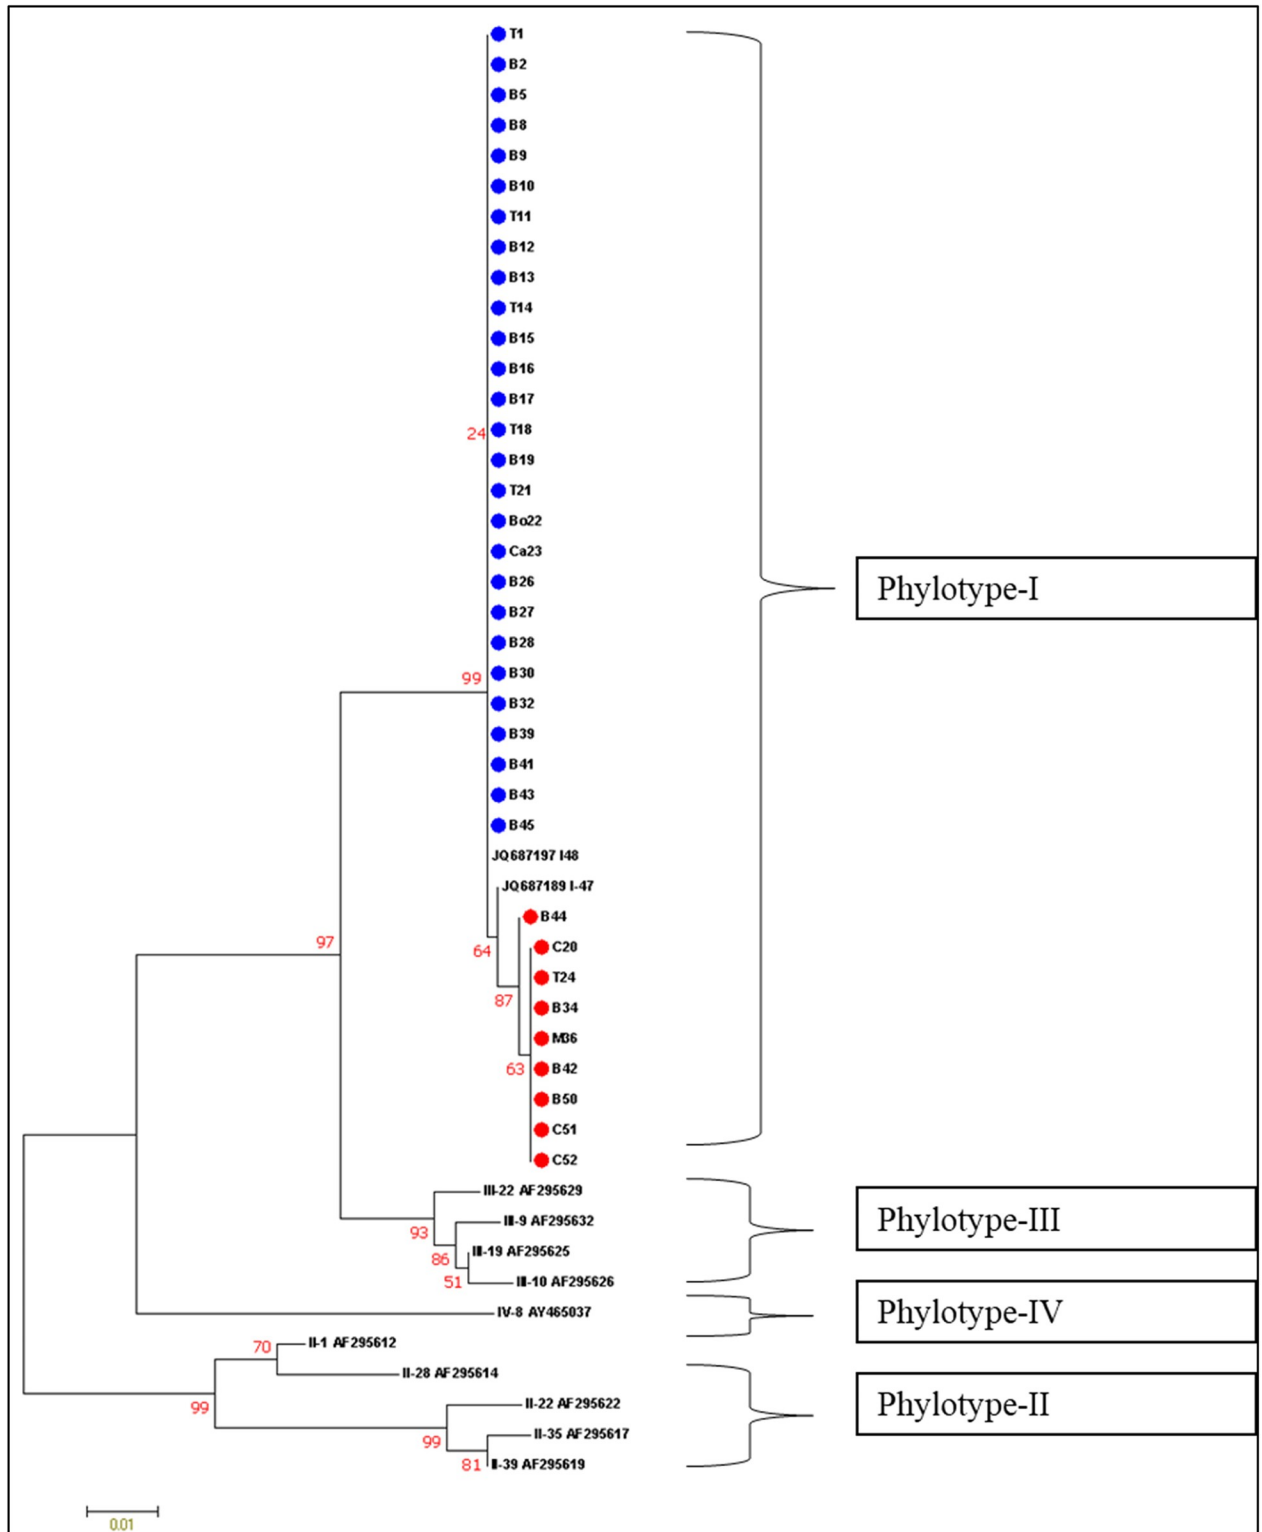 T1
B2
B5
B8
B9
B10
T11
B12
B13
T14
B15
B16
B17
24
T18
B19
T21
Bo22
Ca23
B26
B27
Phylotype-I
B28
B30
99
B32
B39
B41
B43
B45
JQ687197 I48
JQ687189 I-47
B44
97
C20
64
T24
87
B34
M36
63
B42
B50
C51
C52
III-22 AF295629
III-9 AF295632
Phylotype-III
93
III-19 AF295625
86
51
III-10 AF295626
IV-8 AY465037
Phylotype-IV
70
II-1 AF295612
II-28 AF295614
99
II-22 AF295622
Phylotype-II
II-35 AF295617
99
81
II-39 AF295619
0.01